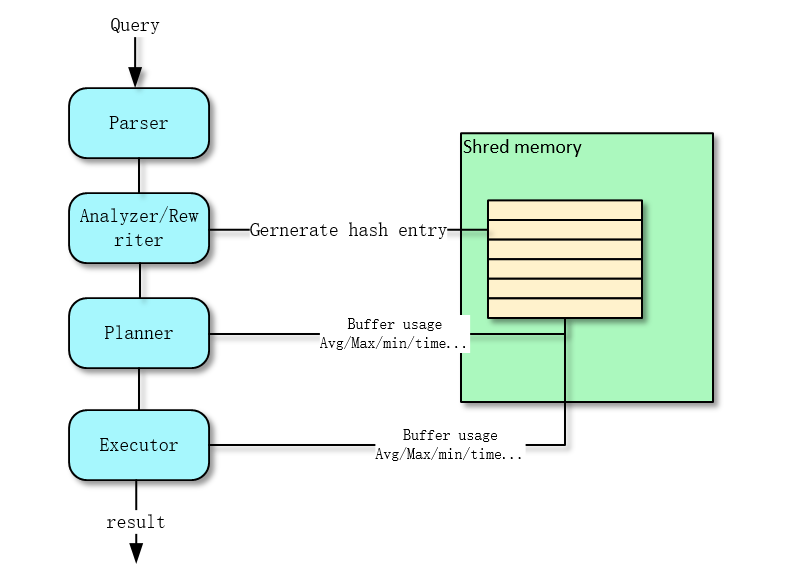 Query
Parser
Shred memory
Analyzer/Rew
riter
Gernerate hash entry
Planner
Buffer usage
Avg/Max/min/time...
Executor
Buffer usage
Avg/Max/min/time...
result